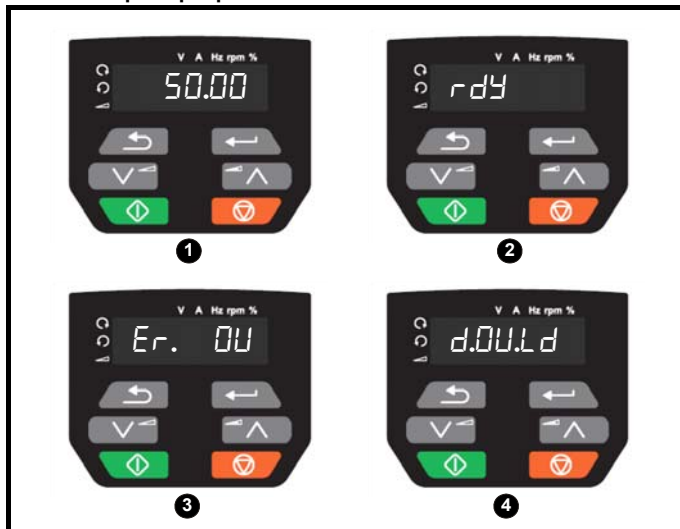 V A Hz rpm %
50.00
1
V A Hz rpm %
rdY
2
V A Hz rpm %
Er. OU
3
V A Hz rpm %
d.OU.Ld
4